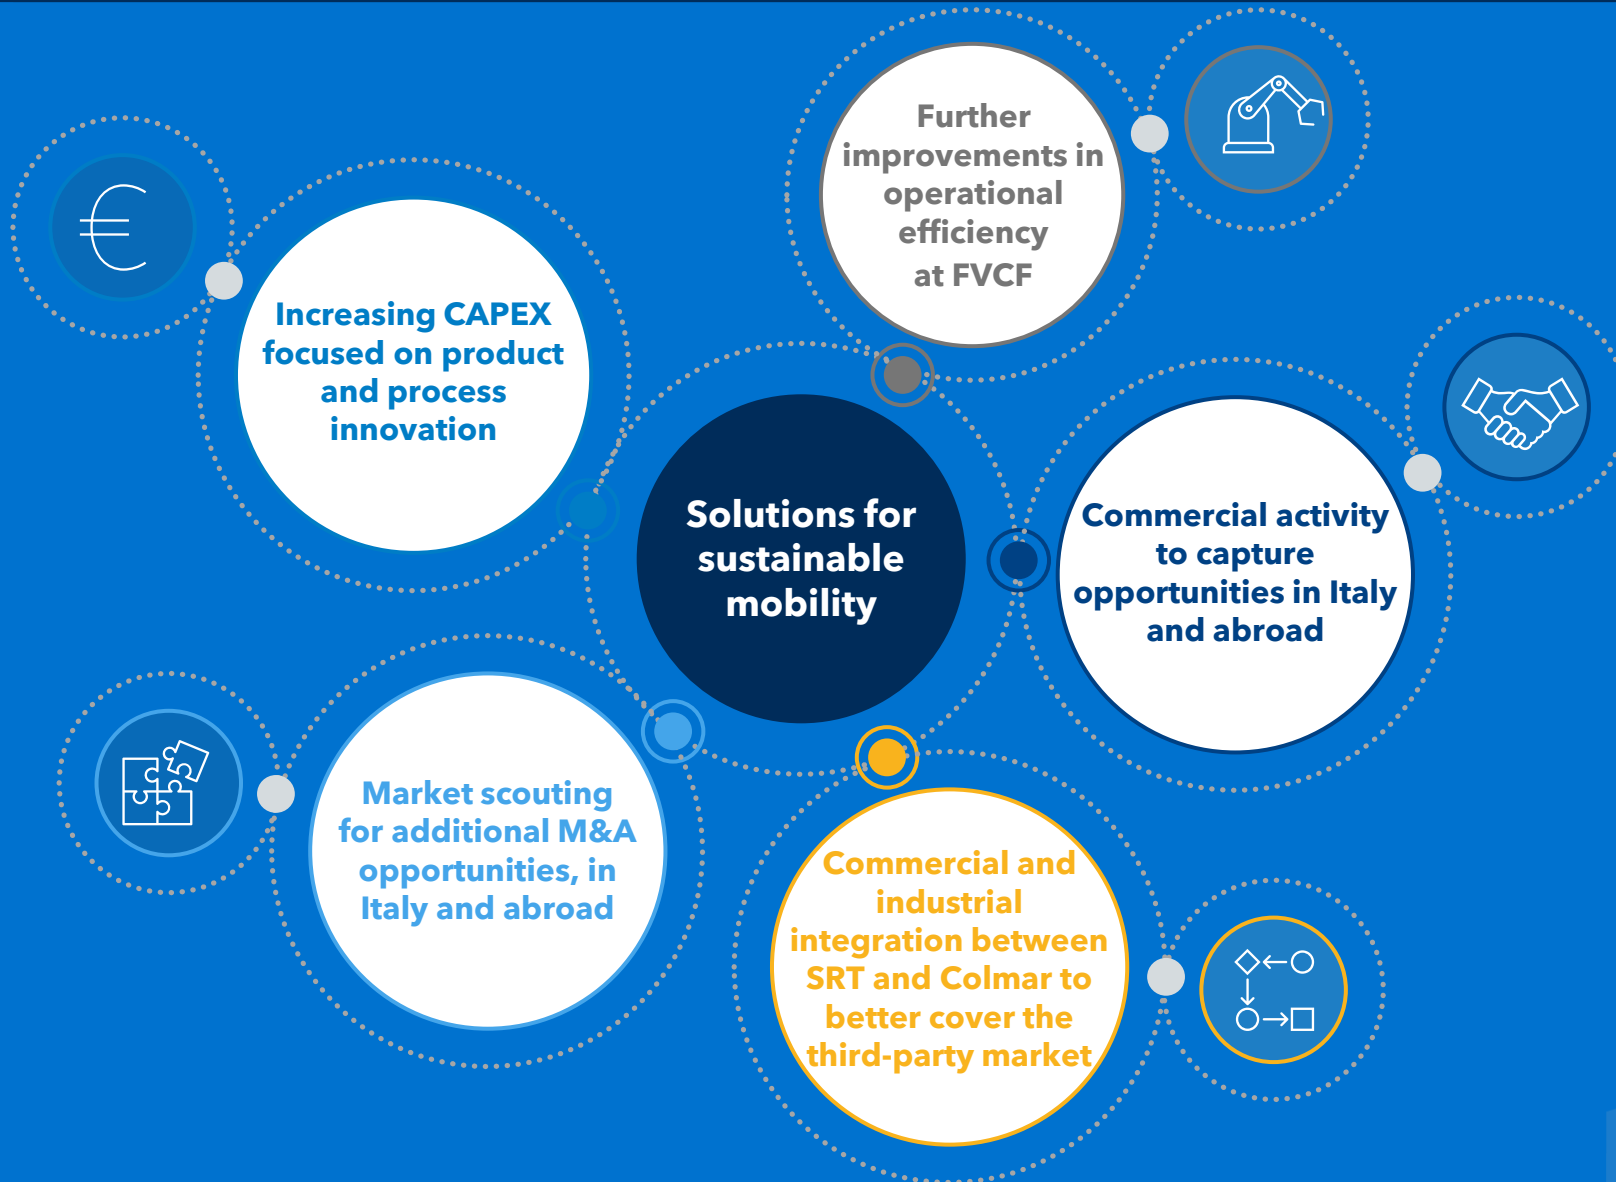 Further
improvements in
operational
efficiency
at FVCF
Increasing CAPEX
focused on product
and process
innovation
Solutions for
sustainable
mobility
Commercial activity
to capture
opportunities in Italy
and abroad
Market scouting
for additional M&A
opportunities, in
Italy and abroad
Commercial and
industrial
integration between
SRT and Colmar to
better cover the
third-party market